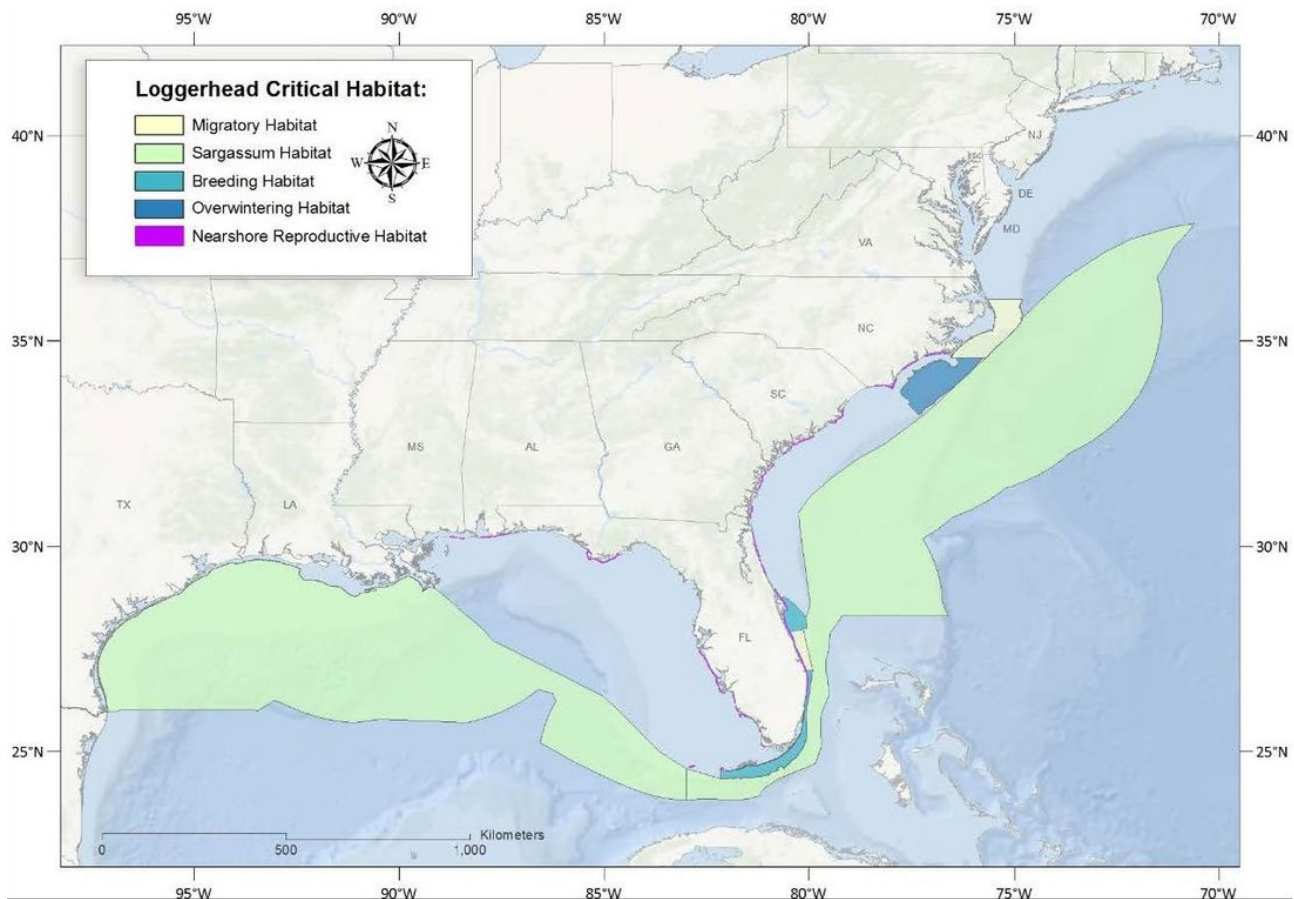 95°W 90°W 85°W 80°W 75°W 70°W
Loggerhead Critical Habitat:
Migratory Habitat
Sargassum Habitat
Breeding Habitat
Overwintering Habitat
Nearshore Reproductive Habitat
N
W E
S
40°N 40°N
NJ
DE
MD
VA
35°N 35°N
NC
SC
MS AL GA
TX LA
30°N 30°N
FL
25°N 25°N
Kilometers
0 500 1,000
95°W 90°W 85°W 80°W 75°W 70°W